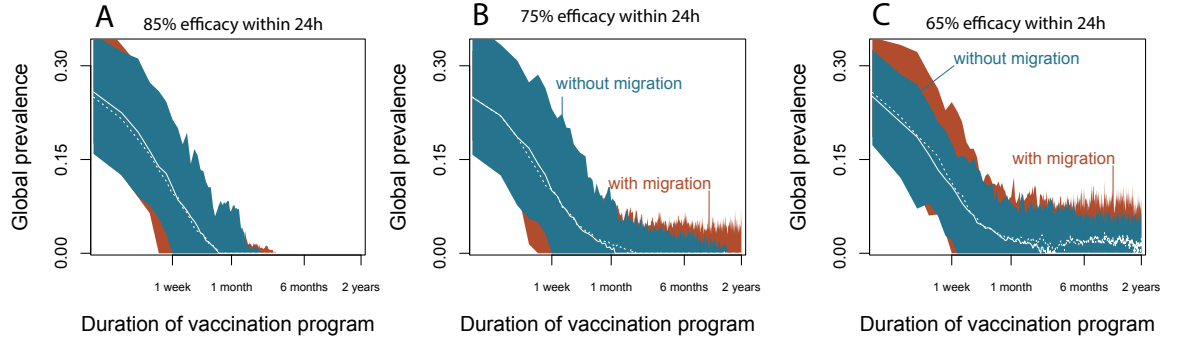 A
85% efficacy within 24h
Global prevalence
0.30
0.15
0.00
1 week
1 month
6 months
2 years
Duration of vaccination program
B
75% efficacy within 24h
Global prevalence
0.30
0.15
0.00
without migration
with migration
1 week
1 month
6 months
2 years
Duration of vaccination program
C
65% efficacy within 24h
Global prevalence
0.30
0.15
0.00
without migration
with migration
1 week
1 month
6 months
2 years
Duration of vaccination program